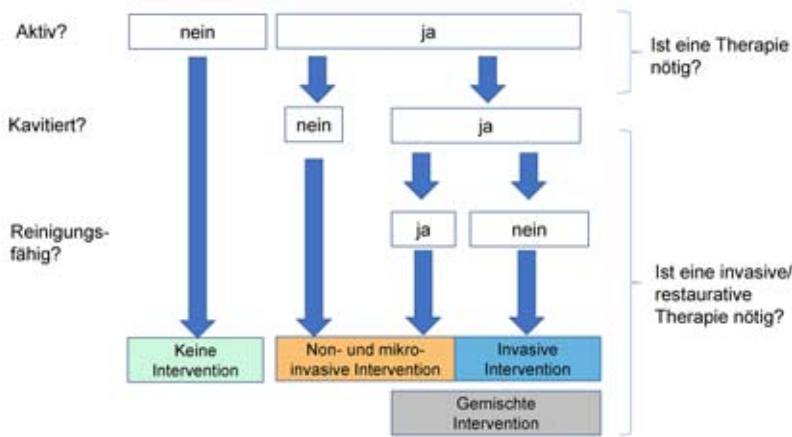 Aktiv?
nein
ja
Ist eine Therapie
nötig?
Kavitiert?
nein
ja
Reinigungs-
fähig?
ja
nein
Ist eine invasive/
restaurative
Therapie nötig?
Keine
Intervention
Non- und mikro-
invasive Intervention
Invasive
Intervention
Gemischte
Intervention